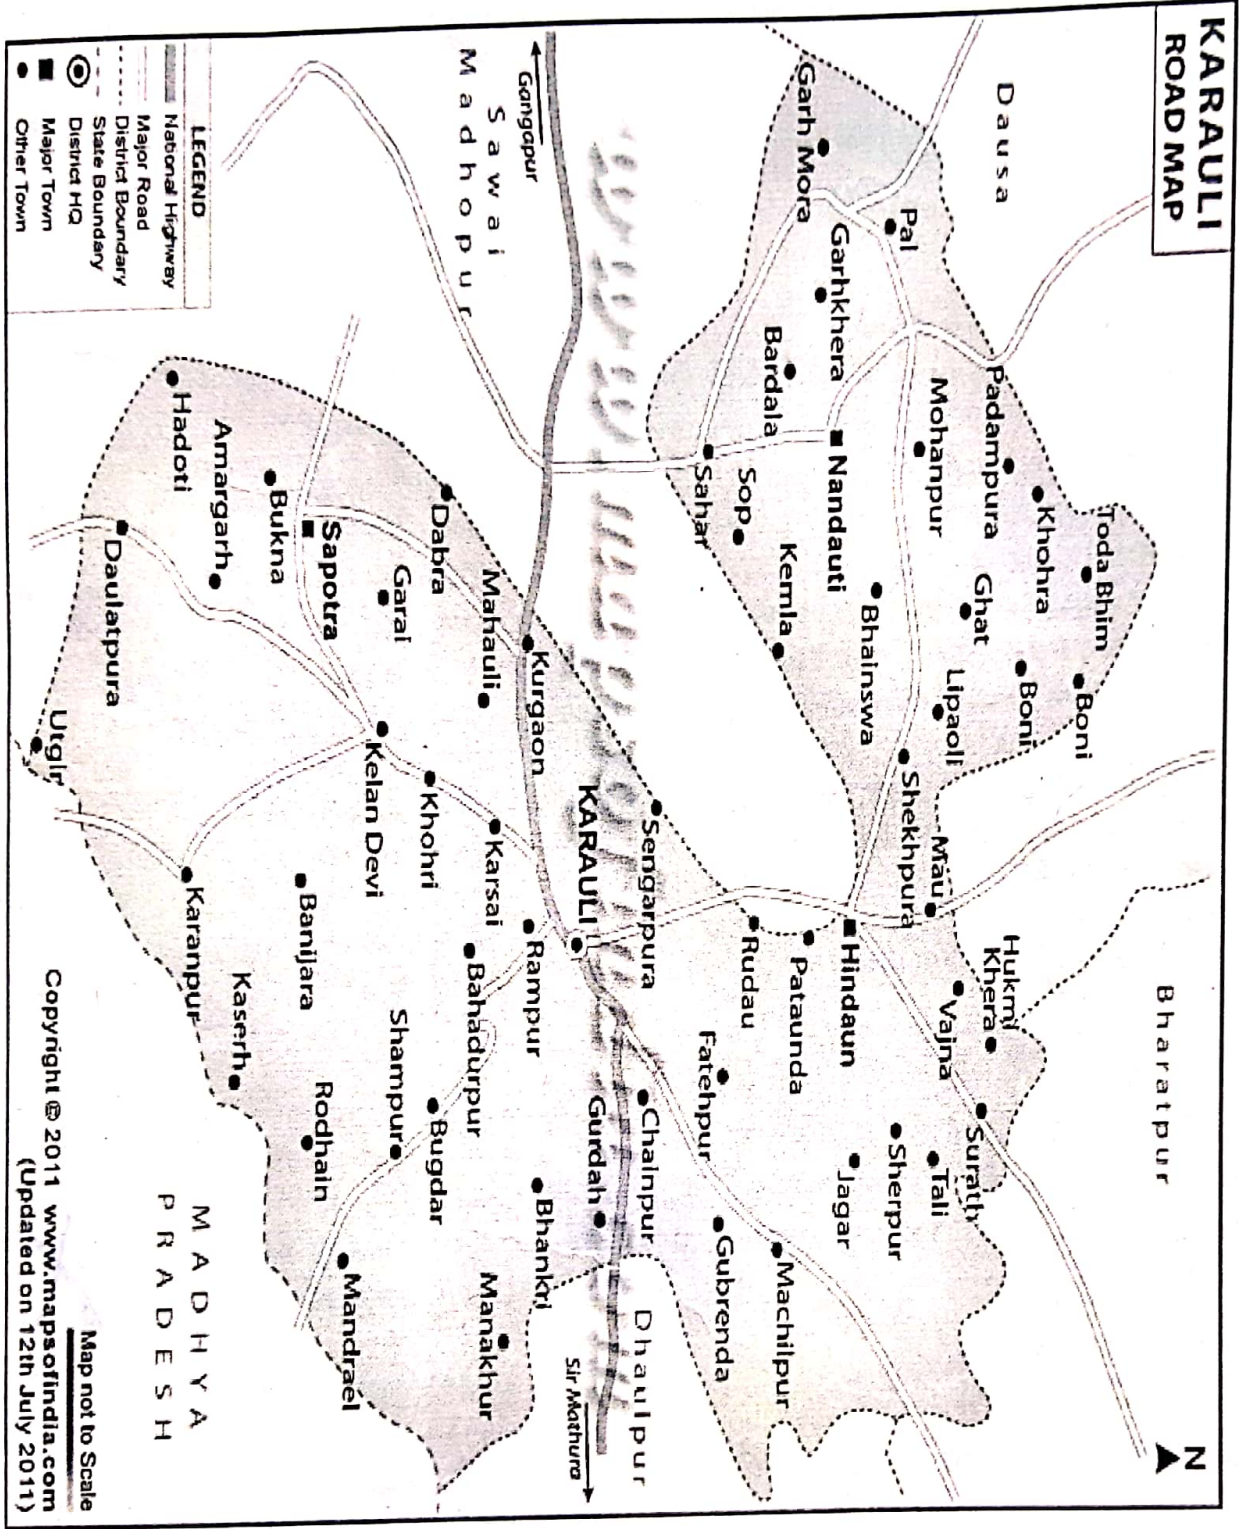 KARAULI
ROAD MAP
N
Dausa
Bharatpur
Toda Bhim
Boni
Khohra
Boni
Padampura
Ghat
Hukmi
Khera
Pal
Mohanpur
Lipaoli
Mau
Vajna
Surath
Tali
Garhkhera
Bhainswa
Shekhpura
Sherpur
Garh Mora
Nandauti
Hindaun
Jagar
Bardala
Kemla
Pataunda
Machilpur
Sop
Rudau
Fatehpur
Gubrenda
Sahar
Sengarpura
Chainpur
Dhaulpur
KARAULI
Gurdah
Gangapur
Sir Mathura
Sawai
Madhopur
Kurgaon
Rampur
Bhankri
Mahauli
Karsai
Bahadurpur
Manakhur
Dabra
Khohri
Bugdar
Garai
Kelan Devi
Shampur
Sapotra
Mandrael
Bukna
Banijara
Rodhain
Amargarh
Kaserh
Hadoti
Karanpur
Daulatpura
Utgir
MADHYA
PRADESH
LEGEND
National Highway
Major Road
District Boundary
State Boundary
District HQ
Major Town
Other Town
Map not to Scale
Copyright © 2011 www.mapsofindia.com
(Updated on 12th July 2011)